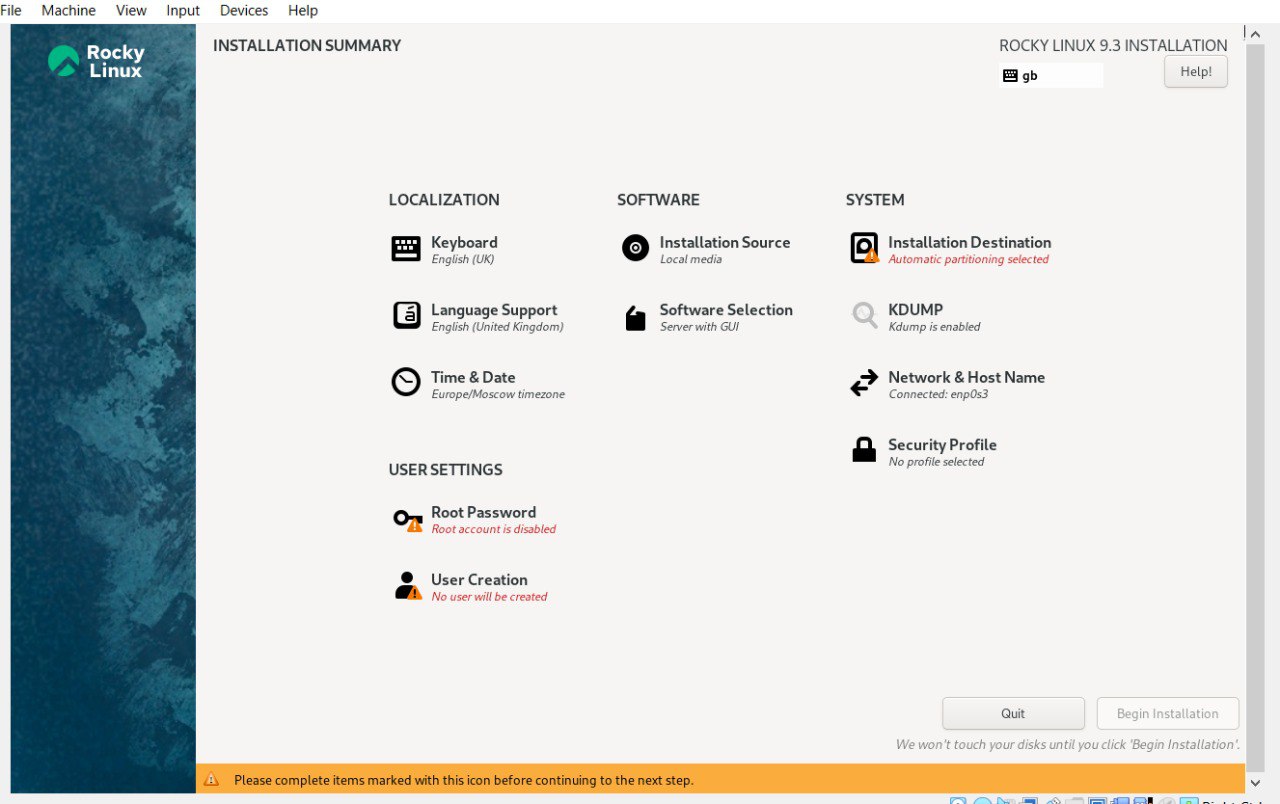 File Machine View Input Devices Help
Rocky
Linux
INSTALLATION SUMMARY
ROCKY LINUX 9.3 INSTALLATION
gb
Help!
LOCALIZATION
Keyboard
English (UK)
Language Support
English (United Kingdom)
Time & Date
Europe/Moscow timezone
SOFTWARE
Installation Source
Local media
Software Selection
Server with GUI
SYSTEM
Installation Destination
Automatic partitioning selected
KDUMP
Kdump is enabled
Network & Host Name
Connected: enp0s3
Security Profile
No profile selected
USER SETTINGS
Root Password
Root account is disabled
User Creation
No user will be created
Quit
Begin Installation
We won't touch your disks until you click 'Begin Installation'.
Please complete items marked with this icon before continuing to the next step.